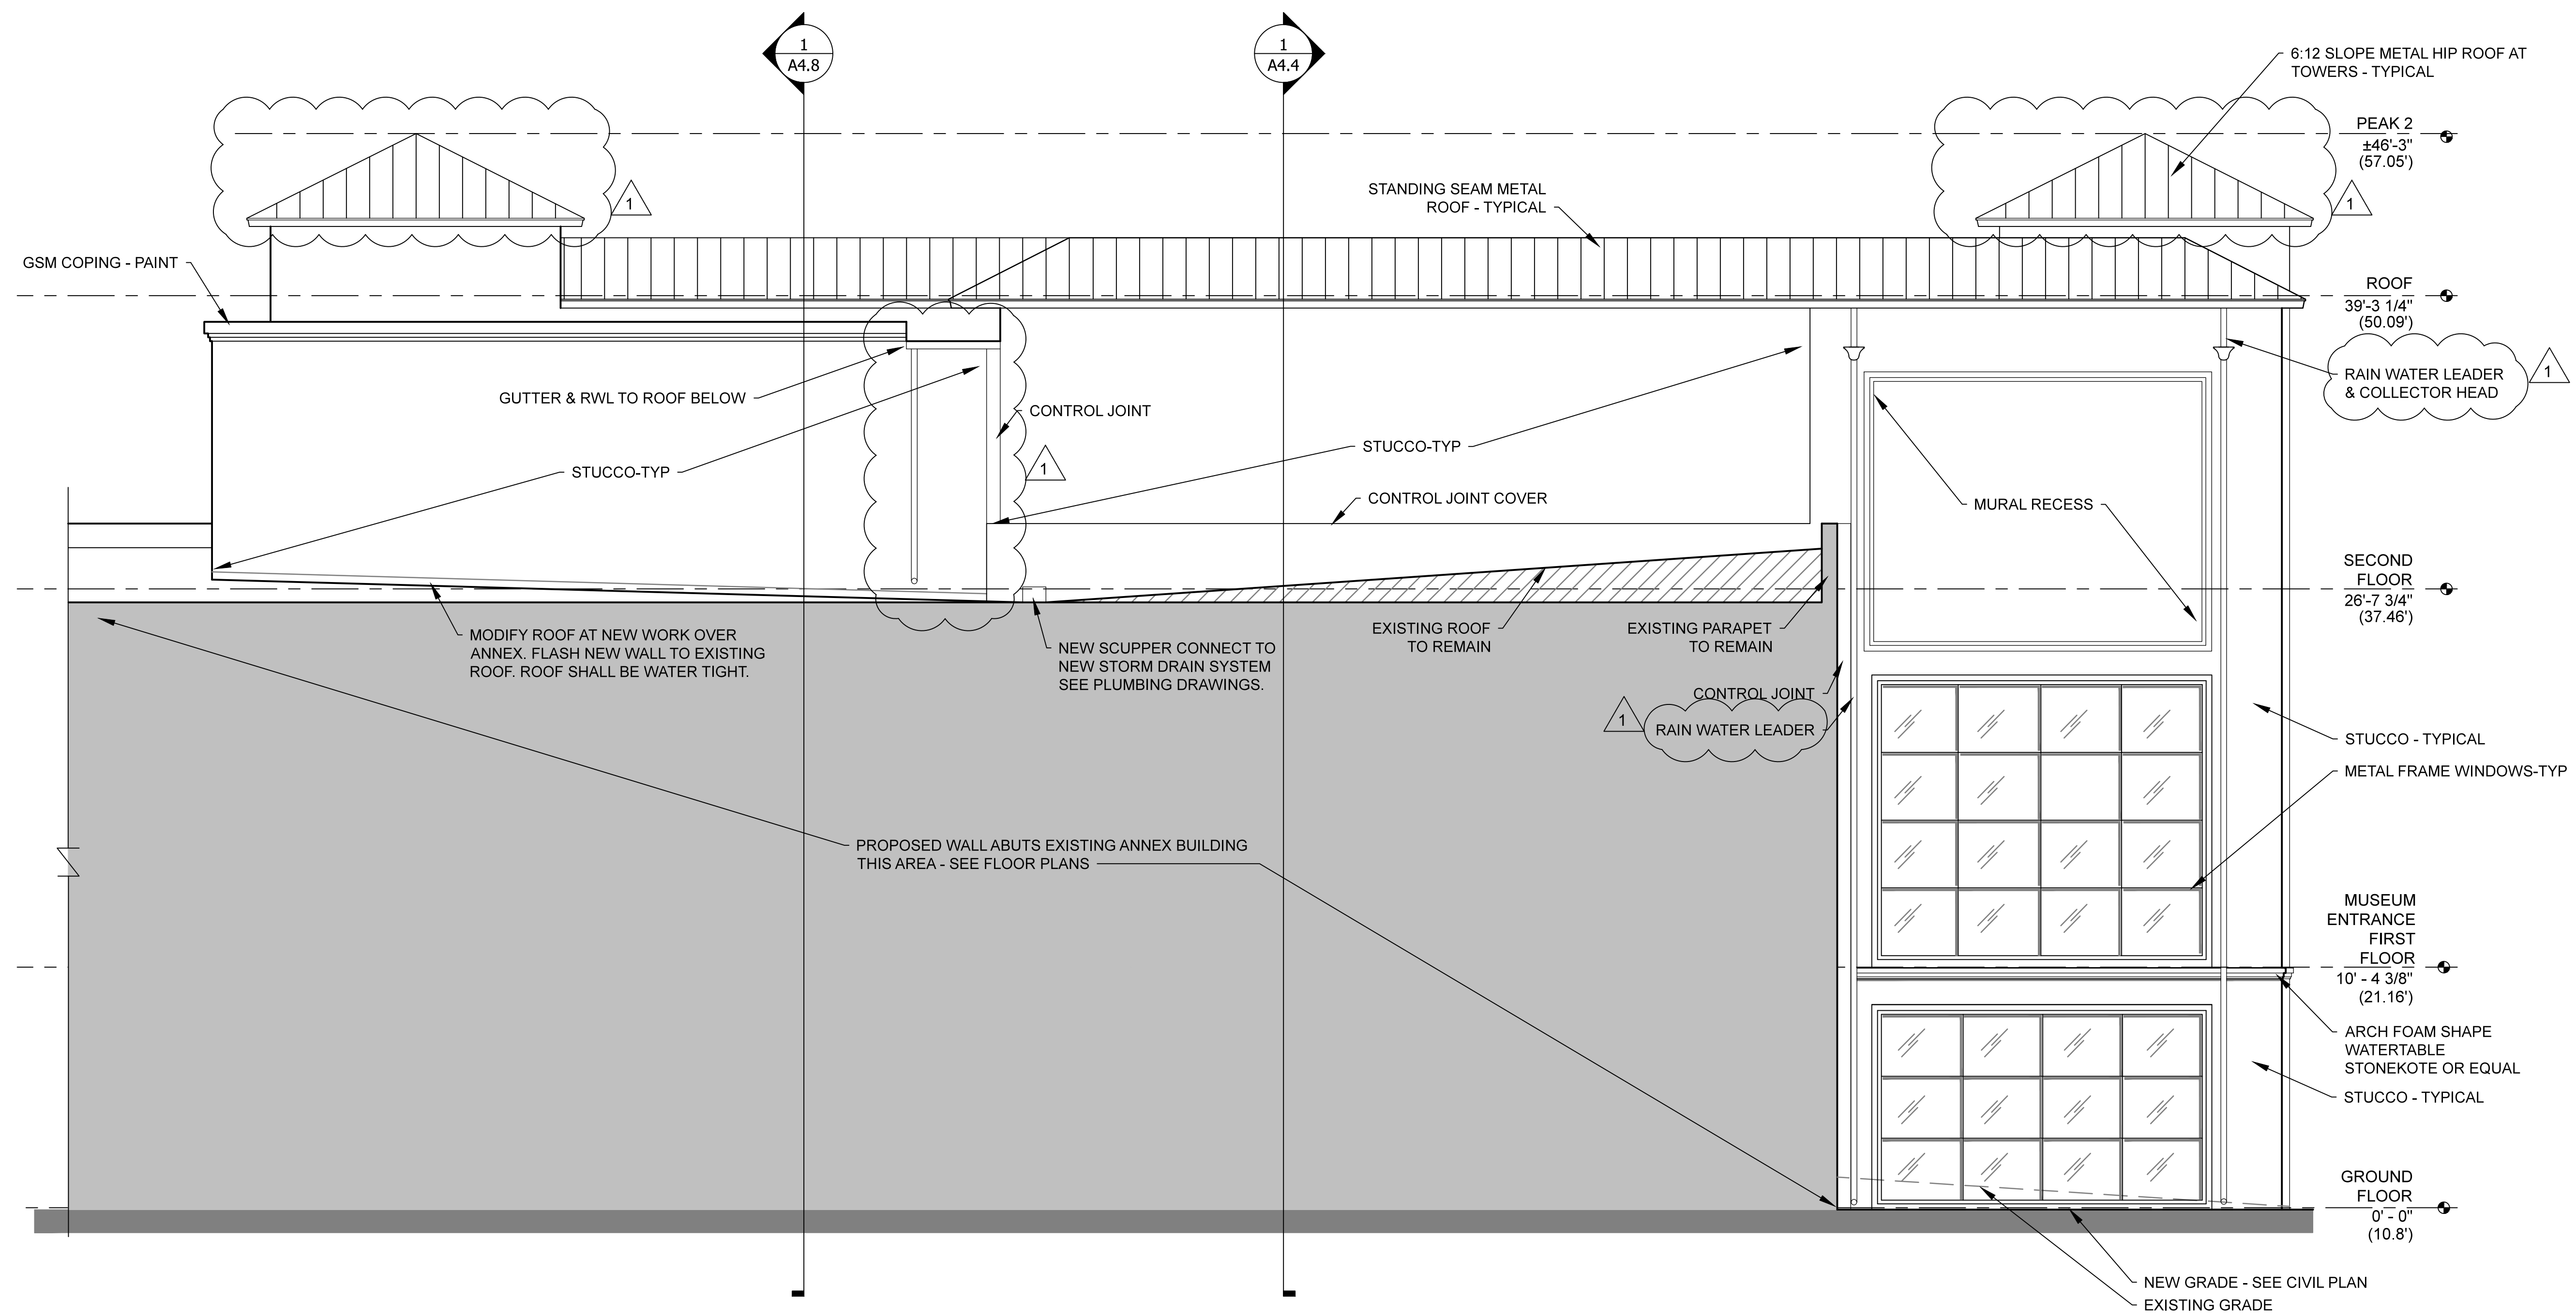 1
A4.8
1
A4.4
6:12 SLOPE METAL HIP ROOF AT
TOWERS - TYPICAL
PEAK 2
±46'-3"
(57.05')
1
1
STANDING SEAM METAL
ROOF - TYPICAL
GSM COPING - PAINT
ROOF
39'-3 1/4"
(50.09')
RAIN WATER LEADER
& COLLECTOR HEAD
1
GUTTER & RWL TO ROOF BELOW
CONTROL JOINT
1
STUCCO-TYP
STUCCO-TYP
CONTROL JOINT COVER
MURAL RECESS
SECOND
FLOOR
26'-7 3/4"
(37.46')
MODIFY ROOF AT NEW WORK OVER
ANNEX. FLASH NEW WALL TO EXISTING
ROOF. ROOF SHALL BE WATER TIGHT.
NEW SCUPPER CONNECT TO
NEW STORM DRAIN SYSTEM
SEE PLUMBING DRAWINGS.
EXISTING ROOF
TO REMAIN
EXISTING PARAPET
TO REMAIN
CONTROL JOINT
1
RAIN WATER LEADER
STUCCO - TYPICAL
METAL FRAME WINDOWS-TYP
PROPOSED WALL ABUTS EXISTING ANNEX BUILDING
THIS AREA - SEE FLOOR PLANS
MUSEUM
ENTRANCE
FIRST
FLOOR
10' - 4 3/8"
(21.16')
ARCH FOAM SHAPE
WATERTABLE
STONEKOTE OR EQUAL
STUCCO - TYPICAL
GROUND
FLOOR
0' - 0"
(10.8')
NEW GRADE - SEE CIVIL PLAN
EXISTING GRADE